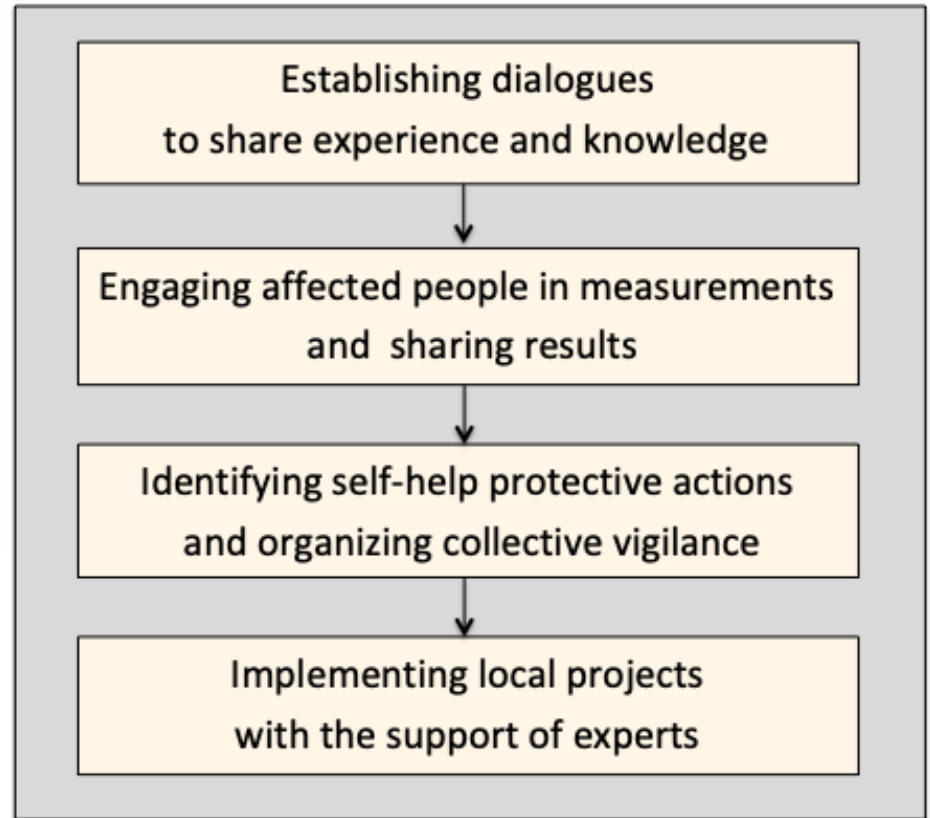 Establishing dialogues
to share experience and knowledge
Engaging affected people in measurements
and sharing results
Identifying self-help protective actions
and organizing collective vigilance
Implementing local projects
with the support of experts